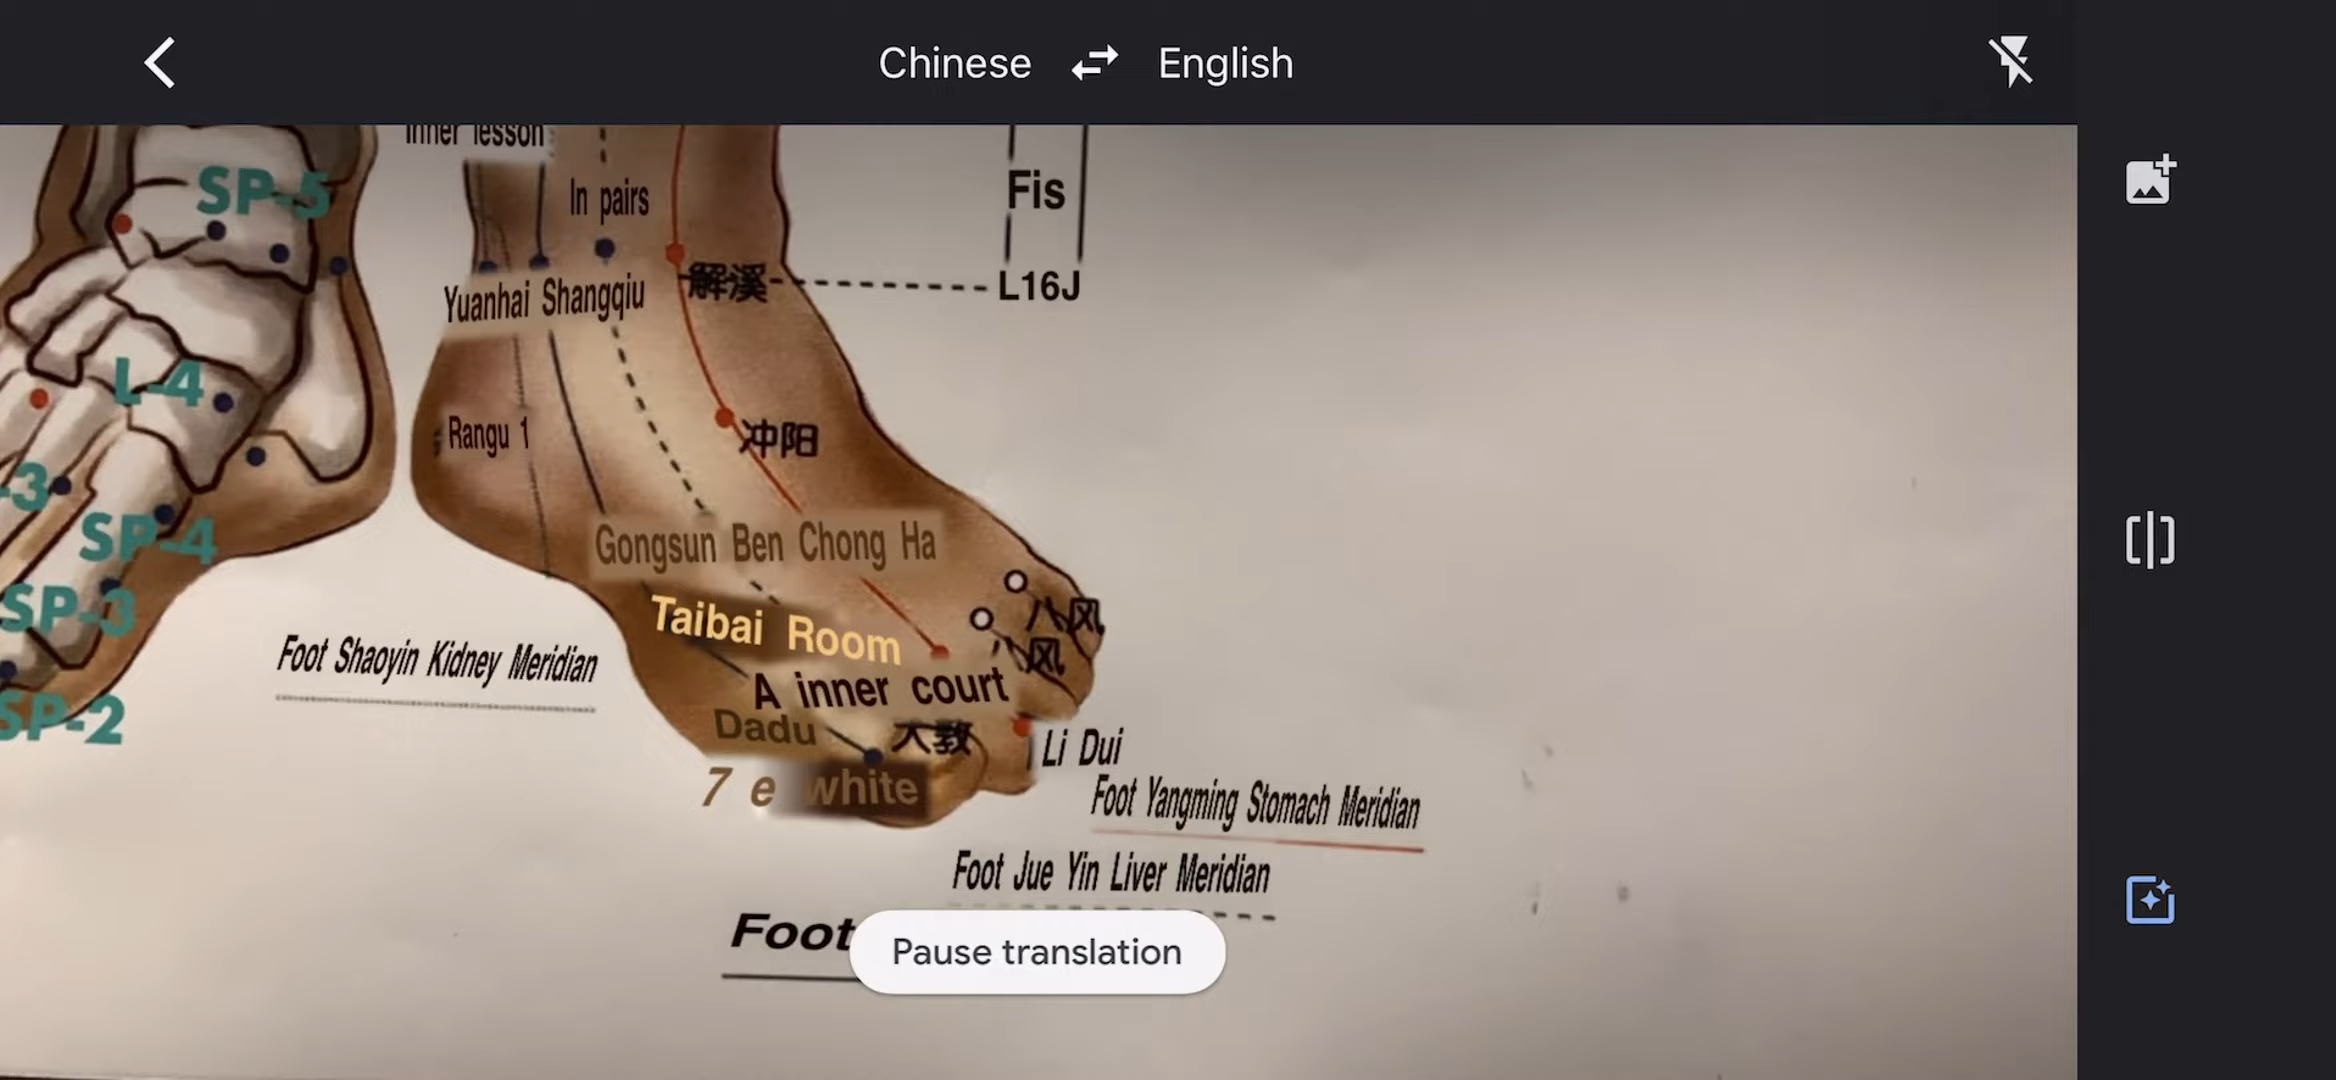 Chinese English
Inner lesson
SP-5
In pairs
Fis
Yuanhai Shangqiu
解溪
L16J
L-4
Rangu 1
冲阳
-3
SP-4
Gongsun Ben Chong Ha
SP-3
Taibai Room
八风
八风
Foot Shaoyin Kidney Meridian
A inner court
SP-2
Dadu
大敦
Li Dui
7 e white
Foot Yangming Stomach Meridian
Foot Jue Yin Liver Meridian
Foot
Pause translation